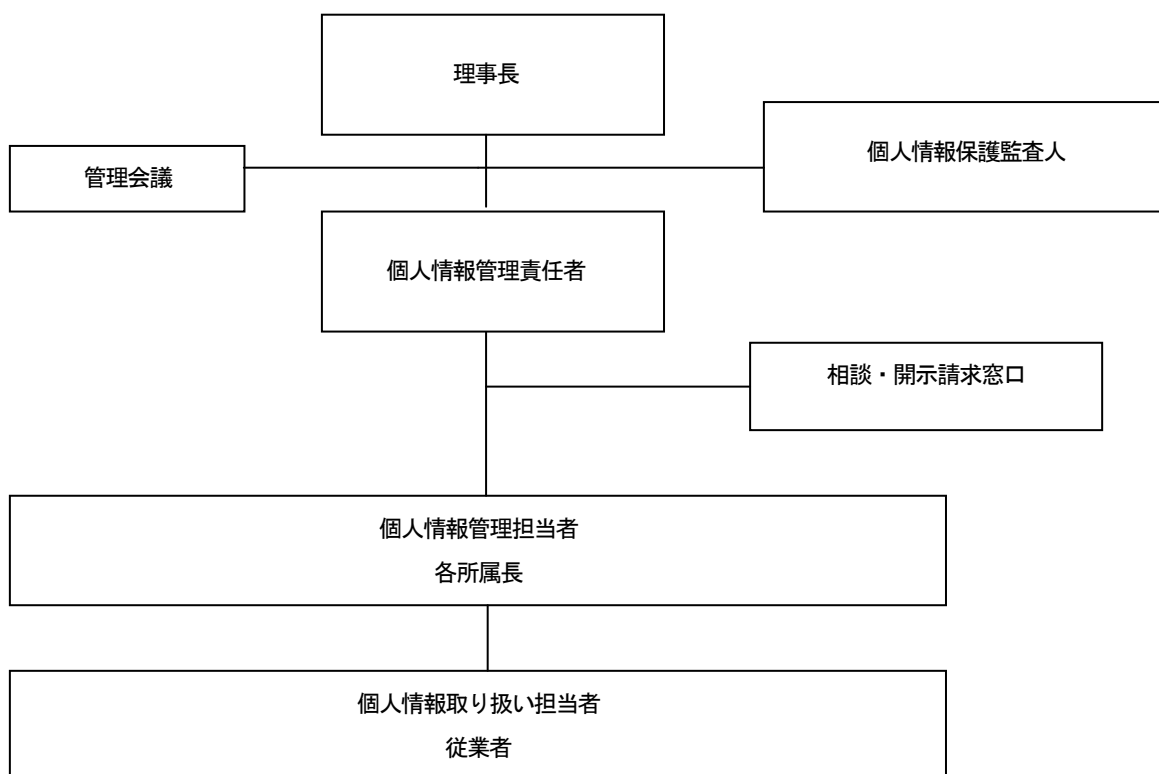 理事長
個人情報保護監査人
管理会議
個人情報管理責任者
相談・開示請求窓口
個人情報管理担当者
各所属長
個人情報取り扱い担当者
従業者